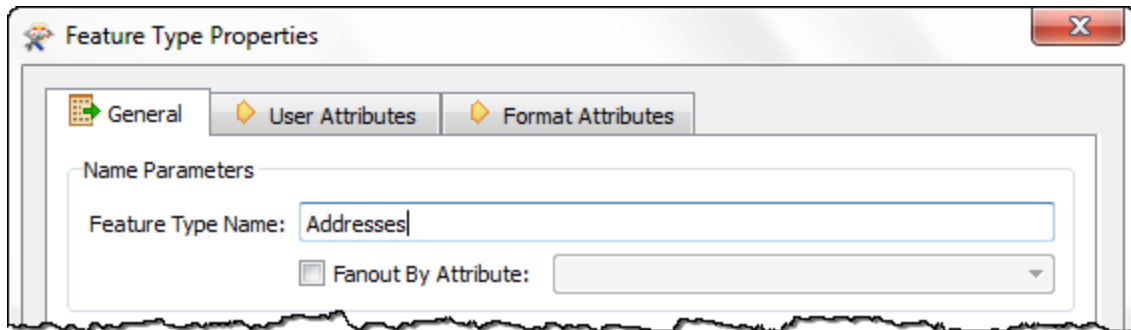 Feature Type Properties
General User Attributes Format Attributes
Name Parameters
Feature Type Name: Addresses
Fanout By Attribute: